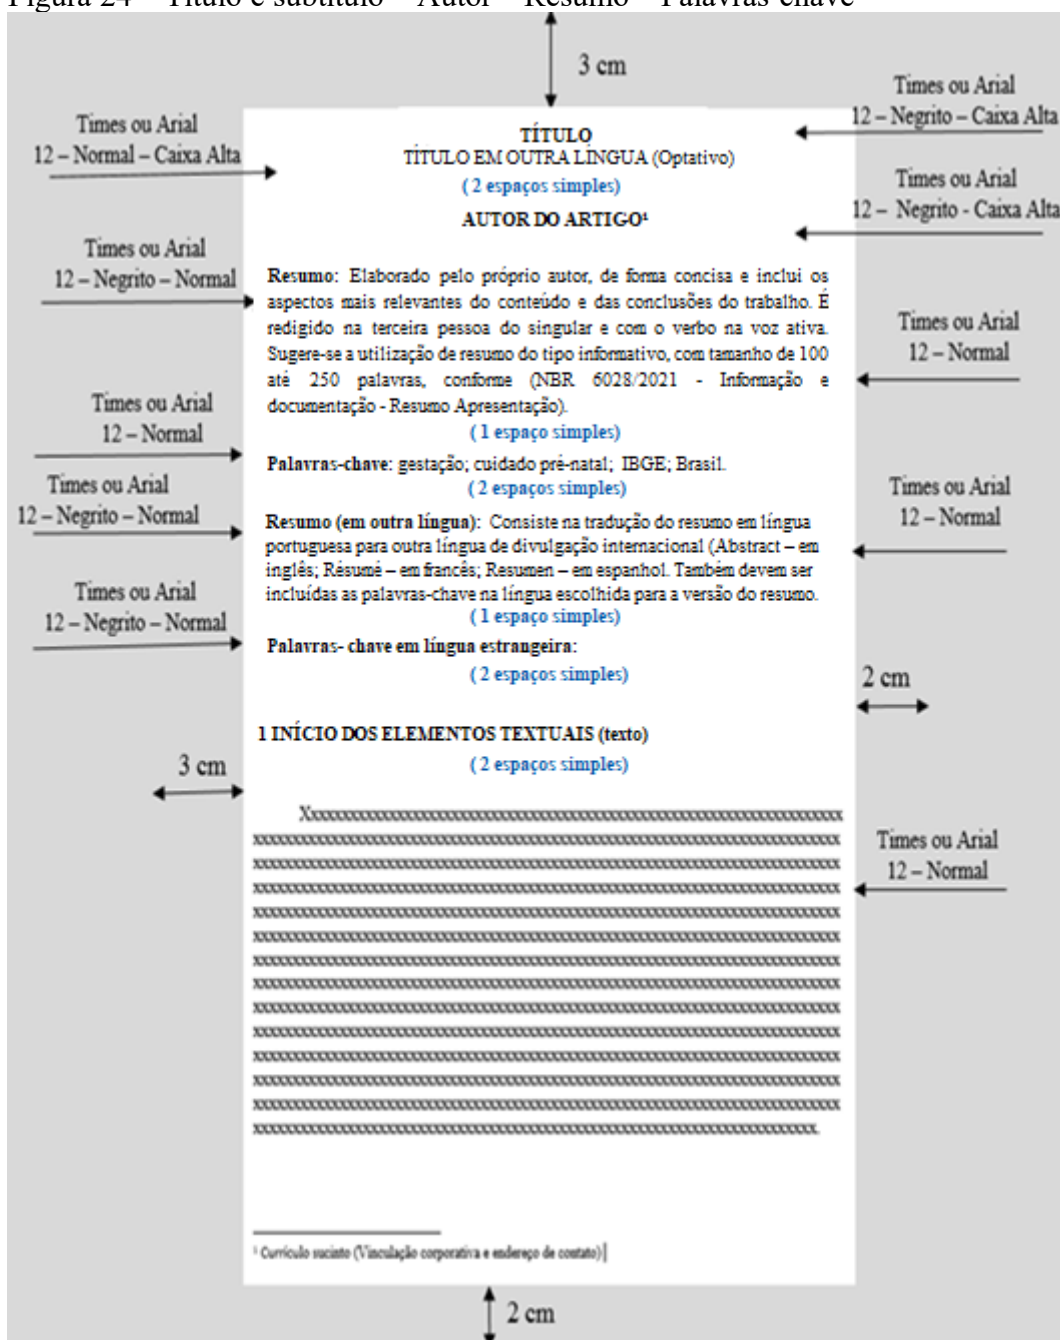 Figura 24 – Título e subtítulo – Autor – Resumo – Palavras-chave
3 cm
Times ou Arial
12 – Negrito – Caixa Alta
Times ou Arial
12 – Normal – Caixa Alta
TÍTULO
TÍTULO EM OUTRA LÍNGUA (Optativo)
( 2 espaços simples)
Times ou Arial
12 – Negrito - Caixa Alta
AUTOR DO ARTIGO¹
Times ou Arial
12 – Negrito – Normal
Resumo: Elaborado pelo próprio autor, de forma concisa e inclui os
aspectos mais relevantes do conteúdo e das conclusões do trabalho. É
redigido na terceira pessoa do singular e com o verbo na voz ativa.
Sugere-se a utilização de resumo do tipo informativo, com tamanho de 100
até 250 palavras, conforme (NBR 6028/2021 - Informação e
documentação - Resumo Apresentação).
Times ou Arial
12 – Normal
( 1 espaço simples)
Times ou Arial
12 – Normal
Palavras-chave: gestação; cuidado pré-natal; IBGE; Brasil.
( 2 espaços simples)
Times ou Arial
12 – Negrito – Normal
Resumo (em outra língua): Consiste na tradução do resumo em língua
portuguesa para outra língua de divulgação internacional (Abstract – em
inglês; Résumé – em francês; Resumen – em espanhol. Também devem ser
incluídas as palavras-chave na língua escolhida para a versão do resumo.
Times ou Arial
12 – Normal
( 1 espaço simples)
Times ou Arial
12 – Negrito – Normal
Palavras- chave em língua estrangeira:
( 2 espaços simples)
2 cm
1 INÍCIO DOS ELEMENTOS TEXTUAIS (texto)
( 2 espaços simples)
3 cm
Times ou Arial
12 – Normal
¹ Currículo sucinto (Vinculação corporativa e endereço de contato)
2 cm